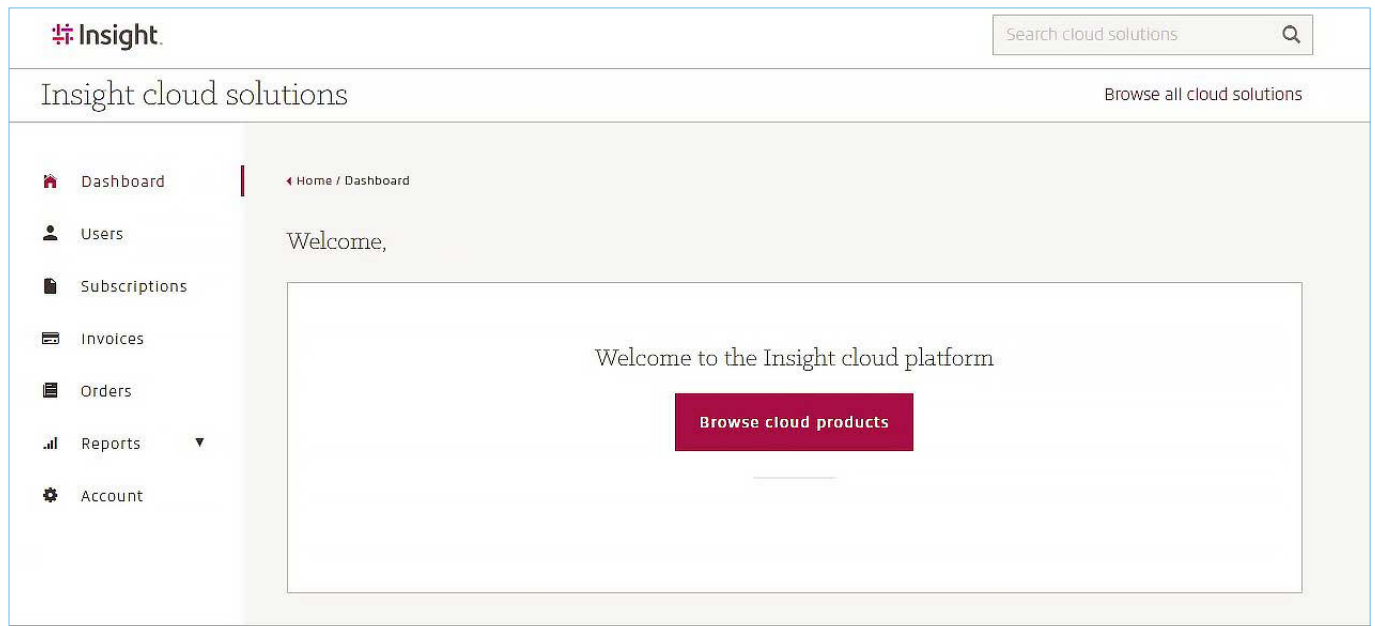 Insight.
Search cloud solutions
Insight cloud solutions
Browse all cloud solutions
Dashboard
Home / Dashboard
Users
Welcome,
Subscriptions
Invoices
Welcome to the Insight cloud platform
Orders
Browse cloud products
Reports
Account